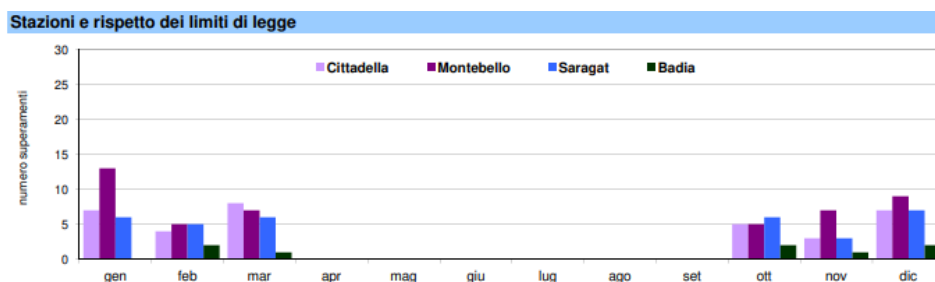 Stazioni e rispetto dei limiti di legge
numero superamenti
30
25
20
15
10
5
0
Cittadella Montebello Saragat Badia
gen feb mar apr mag giu lug ago set ott nov dic